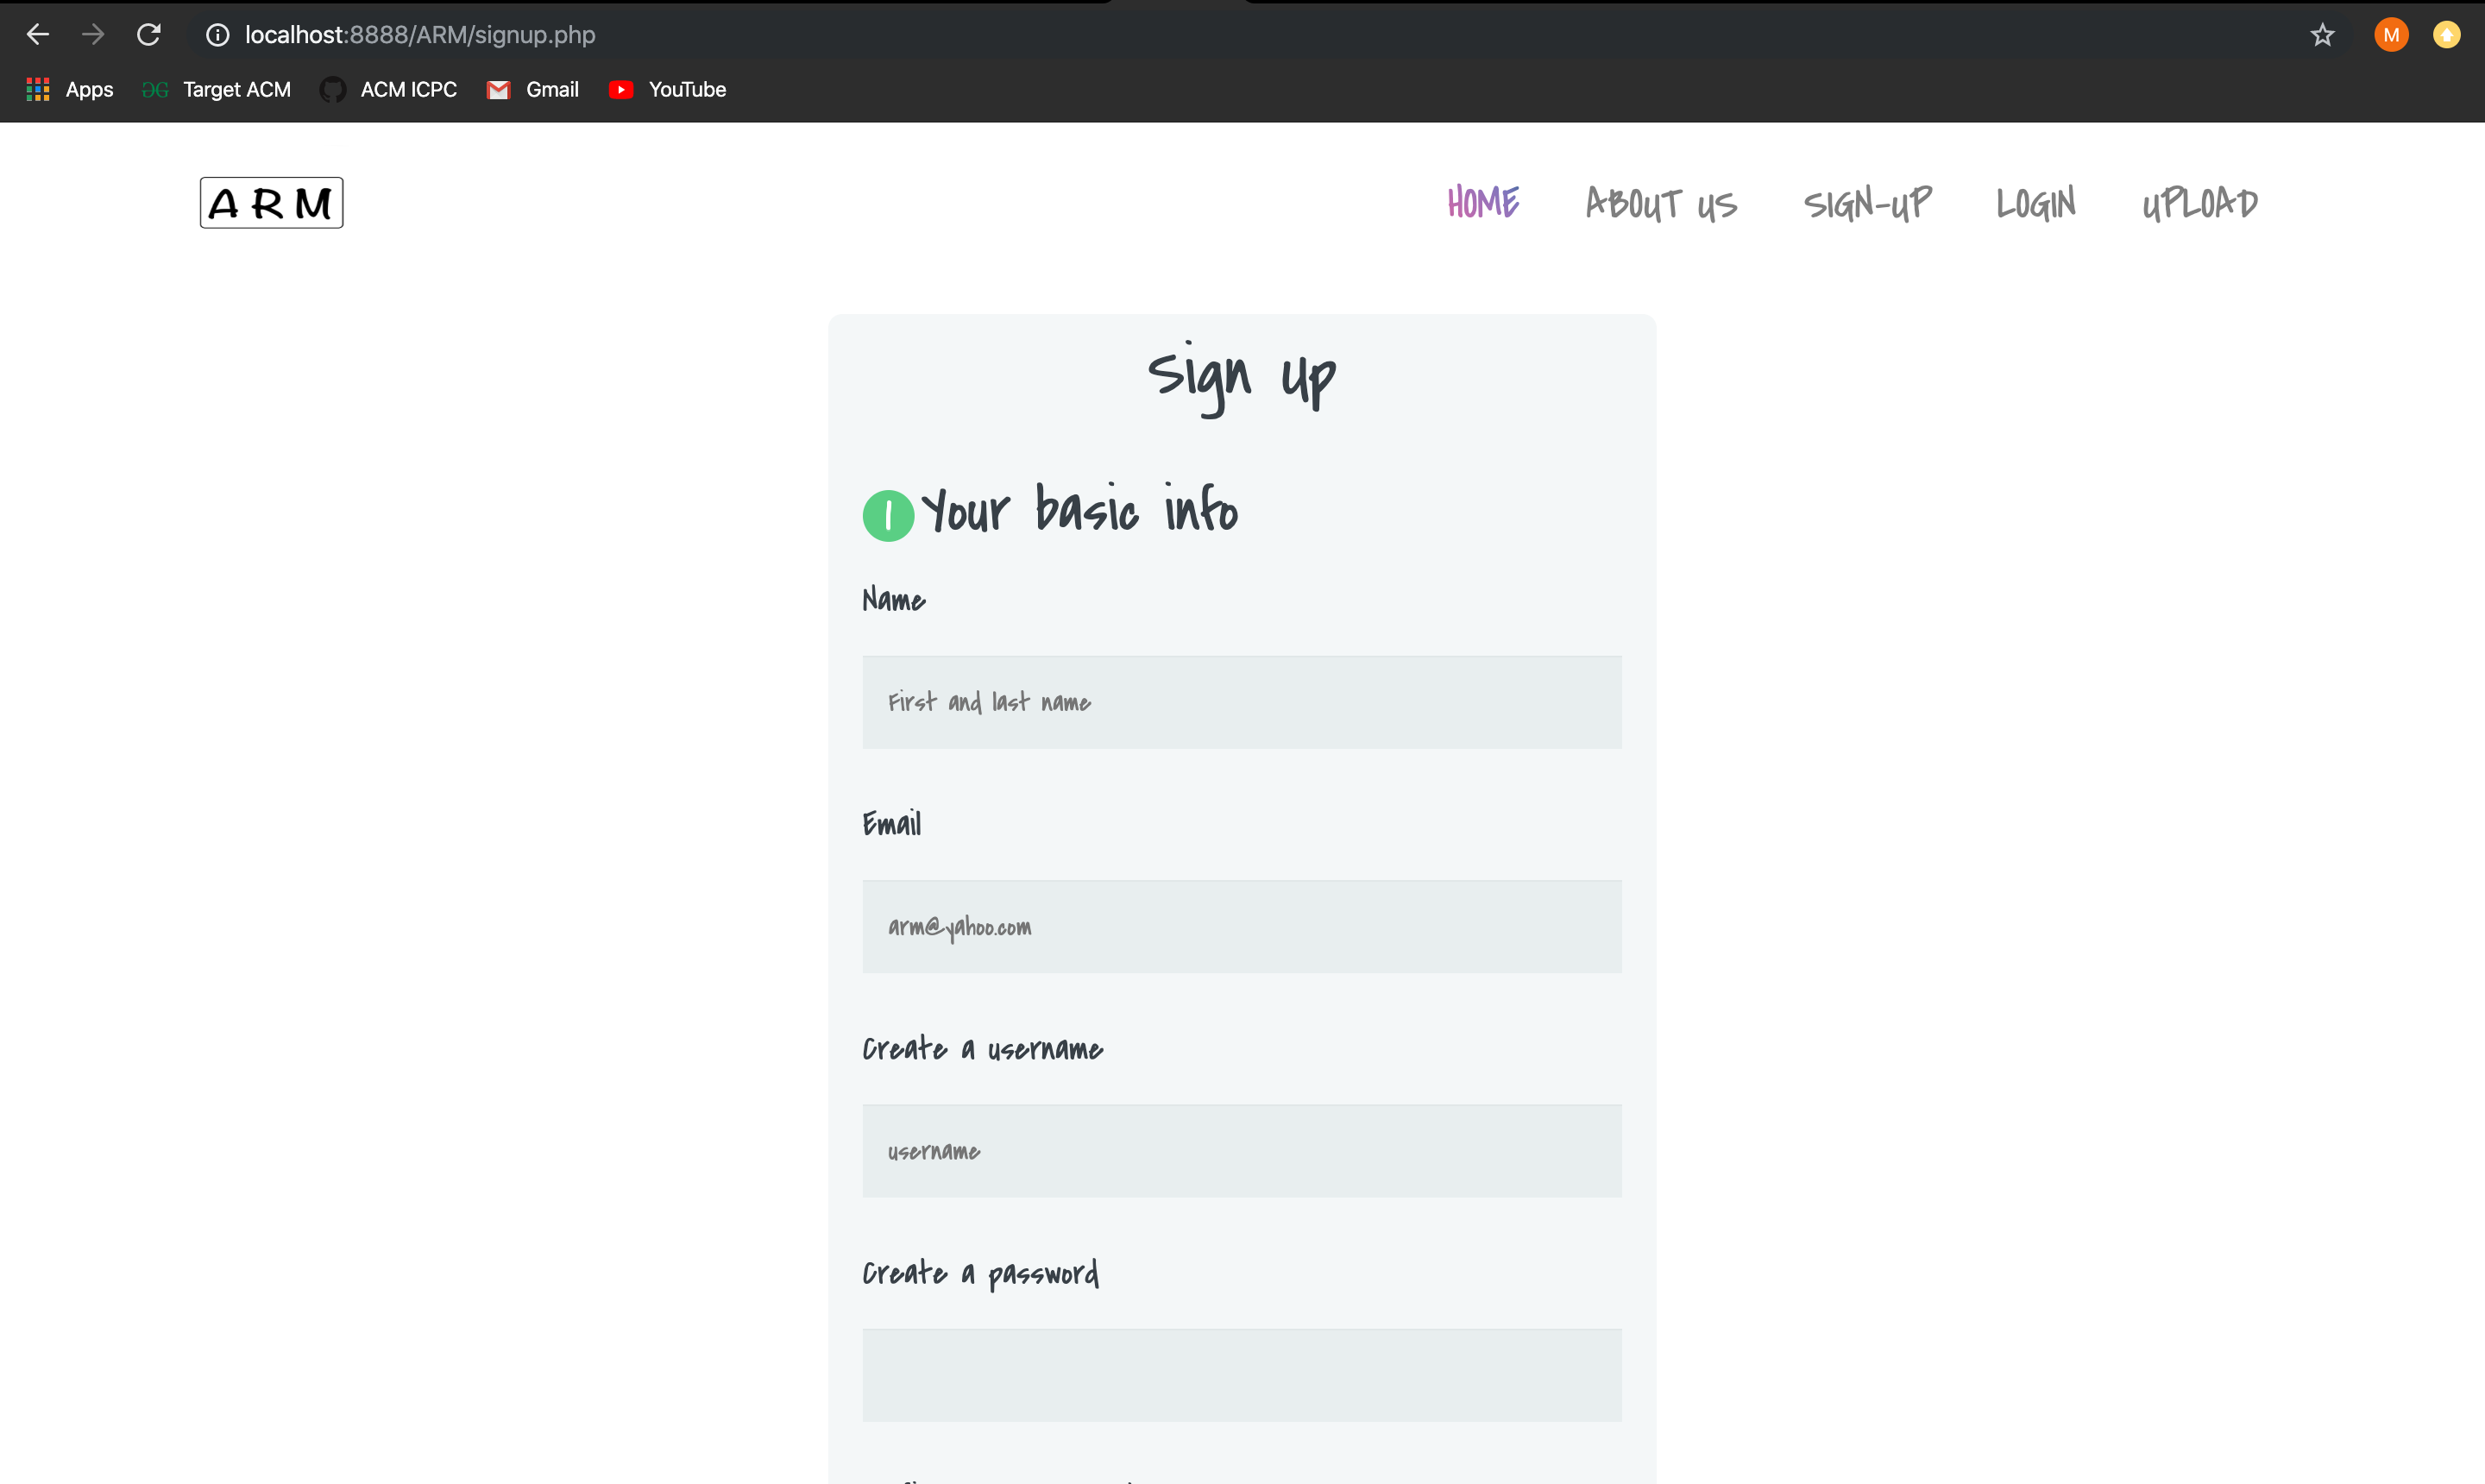 localhost:8888/ARM/signup.php
M
Apps
Target ACM
ACM ICPC
Gmail
YouTube
ARM
HOME
ABOUT US
SIGN-UP
LOGIN
UPLOAD
Sign up
1 Your basic info
Name
First and last name
Email
arm@yahoo.com
Create a username
username
Create a password